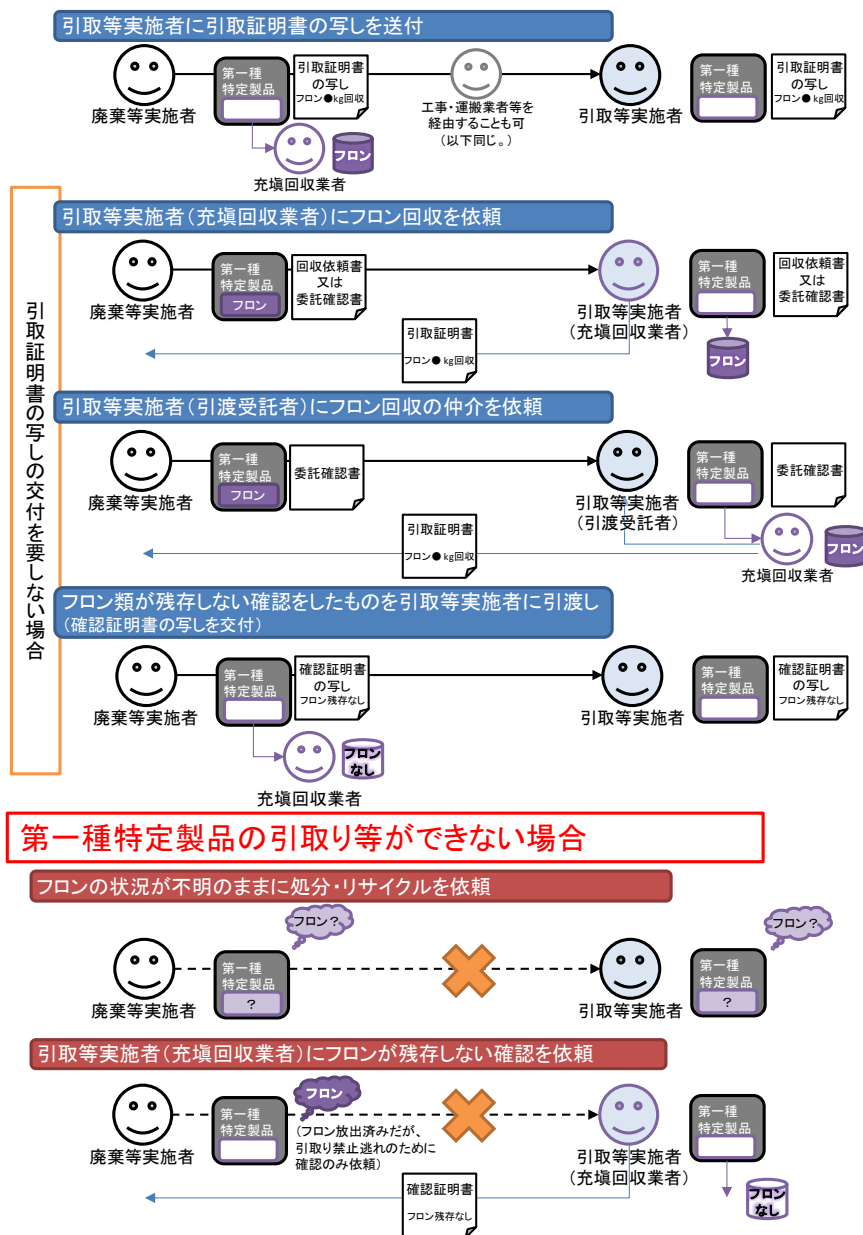 引取等実施者に引取証明書の写しを送付
第一種
特定製品
引取証明書
の写し
フロン●kg回収
廃棄等実施者
充塡回収業者
フロン
工事・運搬業者等を
経由することも可
(以下同じ。)
引取等実施者
第一種
特定製品
引取証明書
の写し
フロン●kg回収
引取証明書の写しの交付を要しない場合
引取等実施者(充塡回収業者)にフロン回収を依頼
第一種
特定製品
フロン
回収依頼書
又は
委託確認書
廃棄等実施者
引取等実施者
(充塡回収業者)
第一種
特定製品
回収依頼書
又は
委託確認書
フロン
引取証明書
フロン● kg回収
引取等実施者(引渡受託者)にフロン回収の仲介を依頼
第一種
特定製品
フロン
委託確認書
廃棄等実施者
引取等実施者
(引渡受託者)
第一種
特定製品
委託確認書
充塡回収業者
フロン
引取証明書
フロン● kg回収
フロン類が残存しない確認をしたものを引取等実施者に引渡し
(確認証明書の写しを交付)
第一種
特定製品
確認証明書
の写し
フロン残存なし
廃棄等実施者
充塡回収業者
フロン
なし
引取等実施者
第一種
特定製品
確認証明書
の写し
フロン残存なし
第一種特定製品の引取り等ができない場合
フロンの状況が不明のままに処分・リサイクルを依頼
フロン?
第一種
特定製品
?
廃棄等実施者
引取等実施者
フロン?
第一種
特定製品
?
引取等実施者(充塡回収業者)にフロンが残存しない確認を依頼
フロン
第一種
特定製品
廃棄等実施者
(フロン放出済みだが、
引取り禁止逃れのために
確認のみ依頼)
引取等実施者
(充塡回収業者)
第一種
特定製品
フロン
なし
確認証明書
フロン残存なし